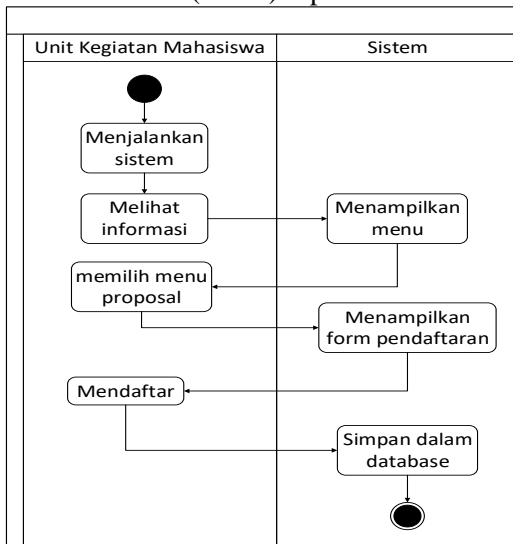 Unit Kegiatan Mahasiswa
Sistem
Menjalankan
sistem
Melihat
informasi
Menampilkan
menu
memilih menu
proposal
Menampilkan
form pendaftaran
Mendaftar
Simpan dalam
database